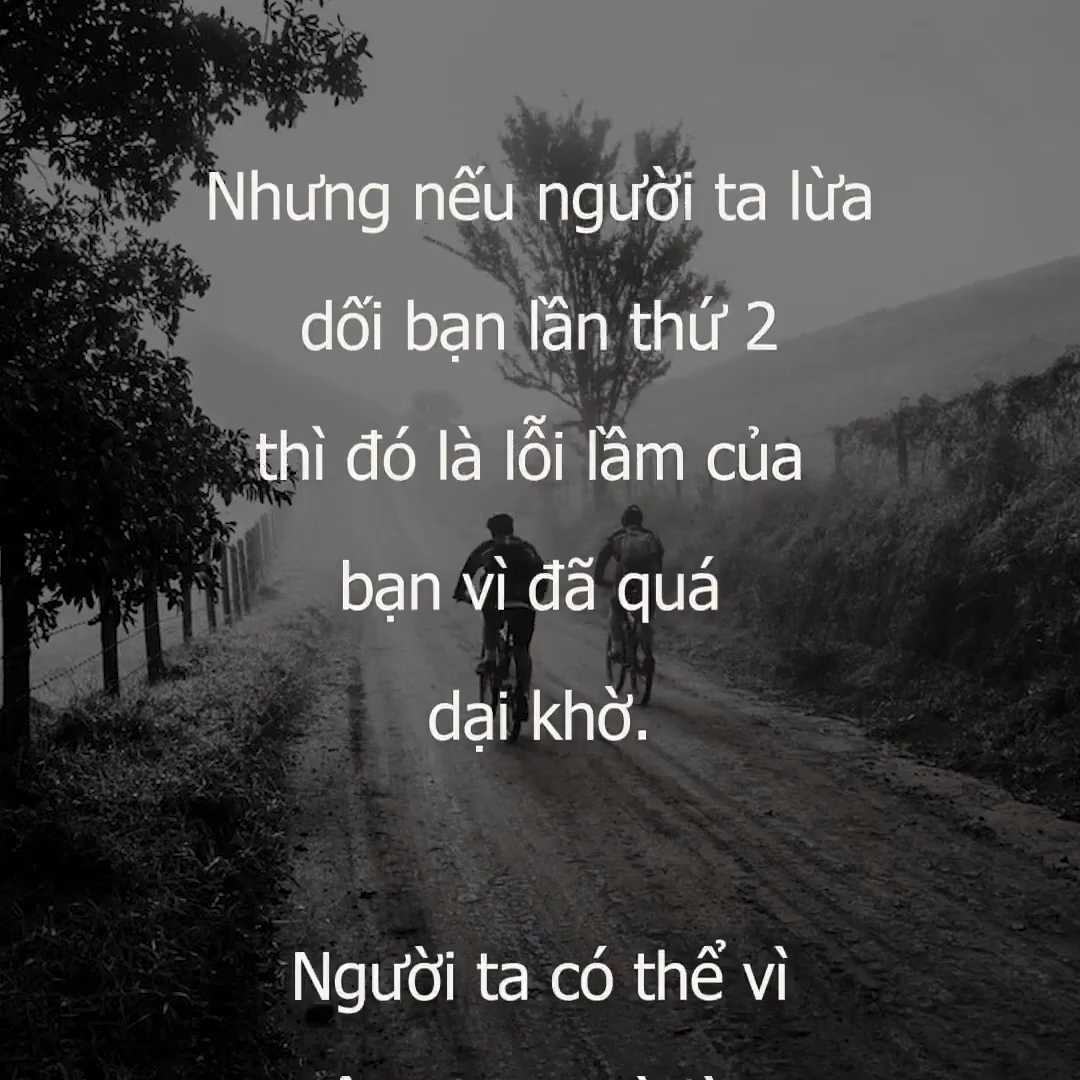 Nhưng nếu người ta lừa
dối bạn lần thứ 2
thì đó là lỗi lầm của
bạn vì đã quá
dại khờ.
Người ta có thể vì